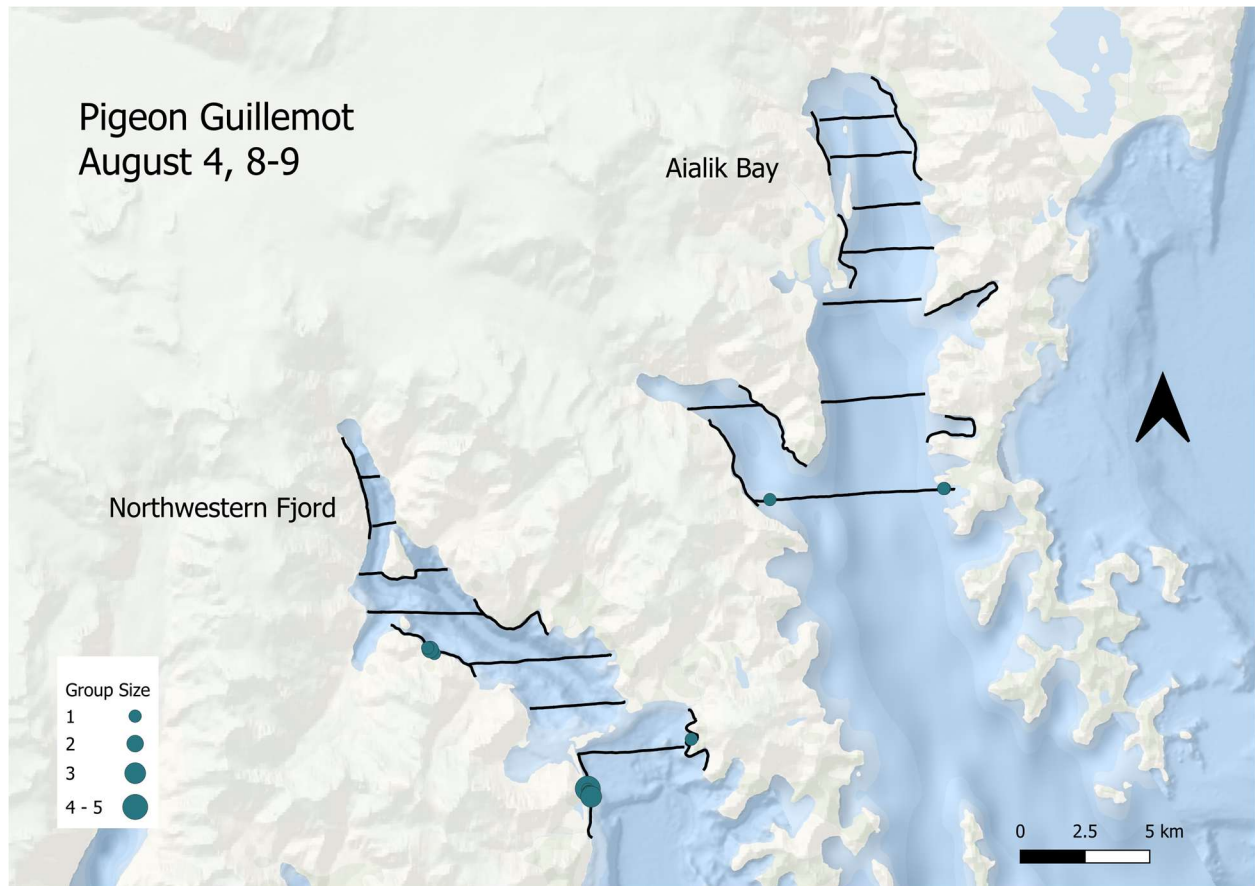 Pigeon Guillemot
August 4, 8-9
Aialik Bay
Northwestern Fjord
Group Size
1
2
3
4 - 5
0 2.5 5 km